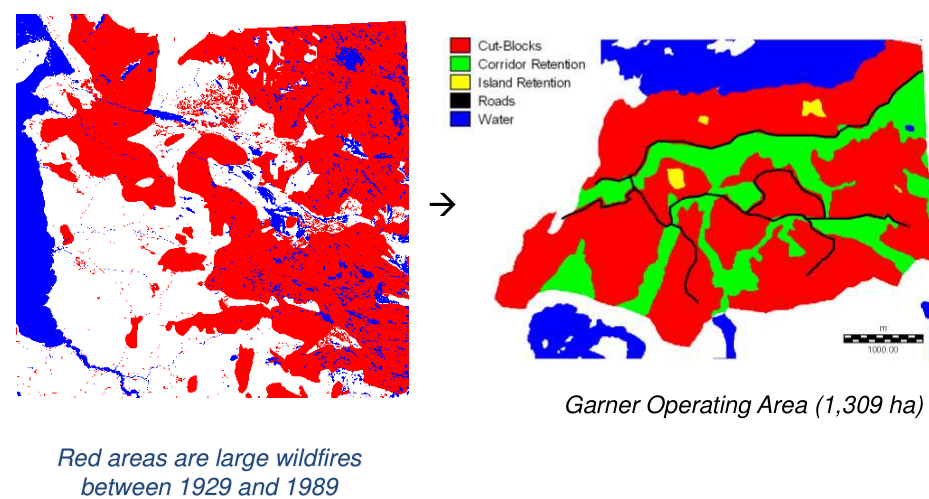 Cut-Blocks
Corridor Retention
Island Retention
Roads
Water
→
m
1000.00
Garner Operating Area (1,309 ha)
Red areas are large wildfires
between 1929 and 1989